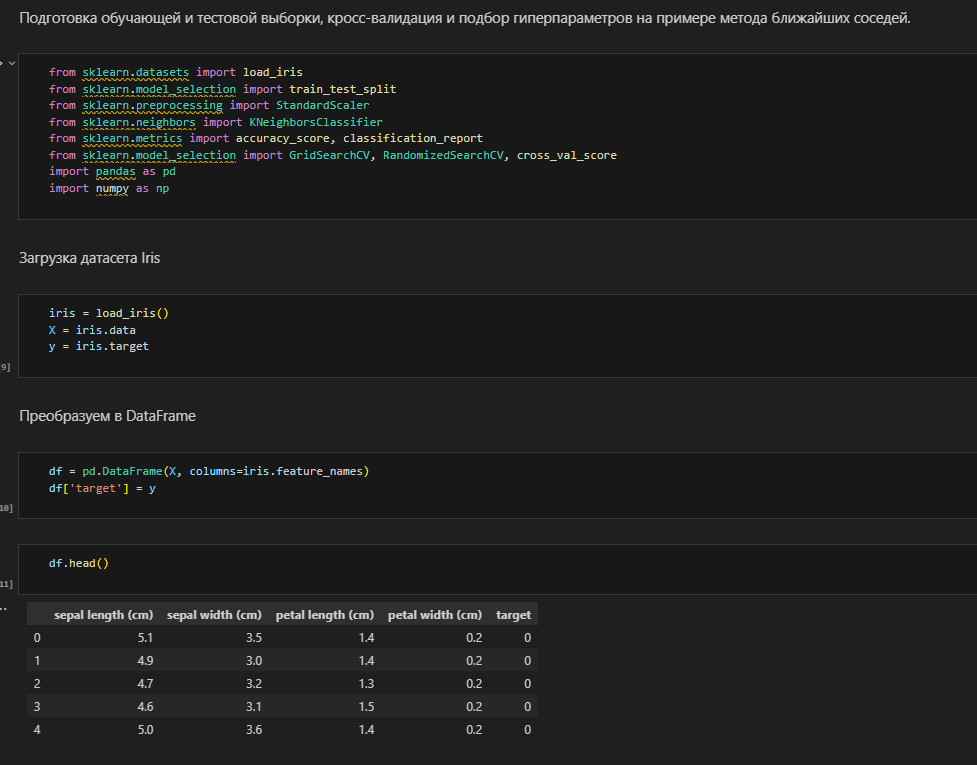 Подготовка обучающей и тестовой выборки, кросс-валидация и подбор гиперпараметров на примере метода ближайших соседей.
from sklearn.datasets import load_iris
from sklearn.model_selection import train_test_split
from sklearn.preprocessing import StandardScaler
from sklearn.neighbors import KNeighborsClassifier
from sklearn.metrics import accuracy_score, classification_report
from sklearn.model_selection import GridSearchCV, RandomizedSearchCV, cross_val_score
import pandas as pd
import numpy as np
Загрузка датасета Iris
iris = load_iris()
X = iris.data
y = iris.target
9]
Преобразуем в DataFrame
df = pd.DataFrame(X, columns=iris.feature_names)
df['target'] = y
10]
df.head()
11]
sepal length (cm) sepal width (cm) petal length (cm) petal width (cm) target
0 5.1 3.5 1.4 0.2 0
1 4.9 3.0 1.4 0.2 0
2 4.7 3.2 1.3 0.2 0
3 4.6 3.1 1.5 0.2 0
4 5.0 3.6 1.4 0.2 0